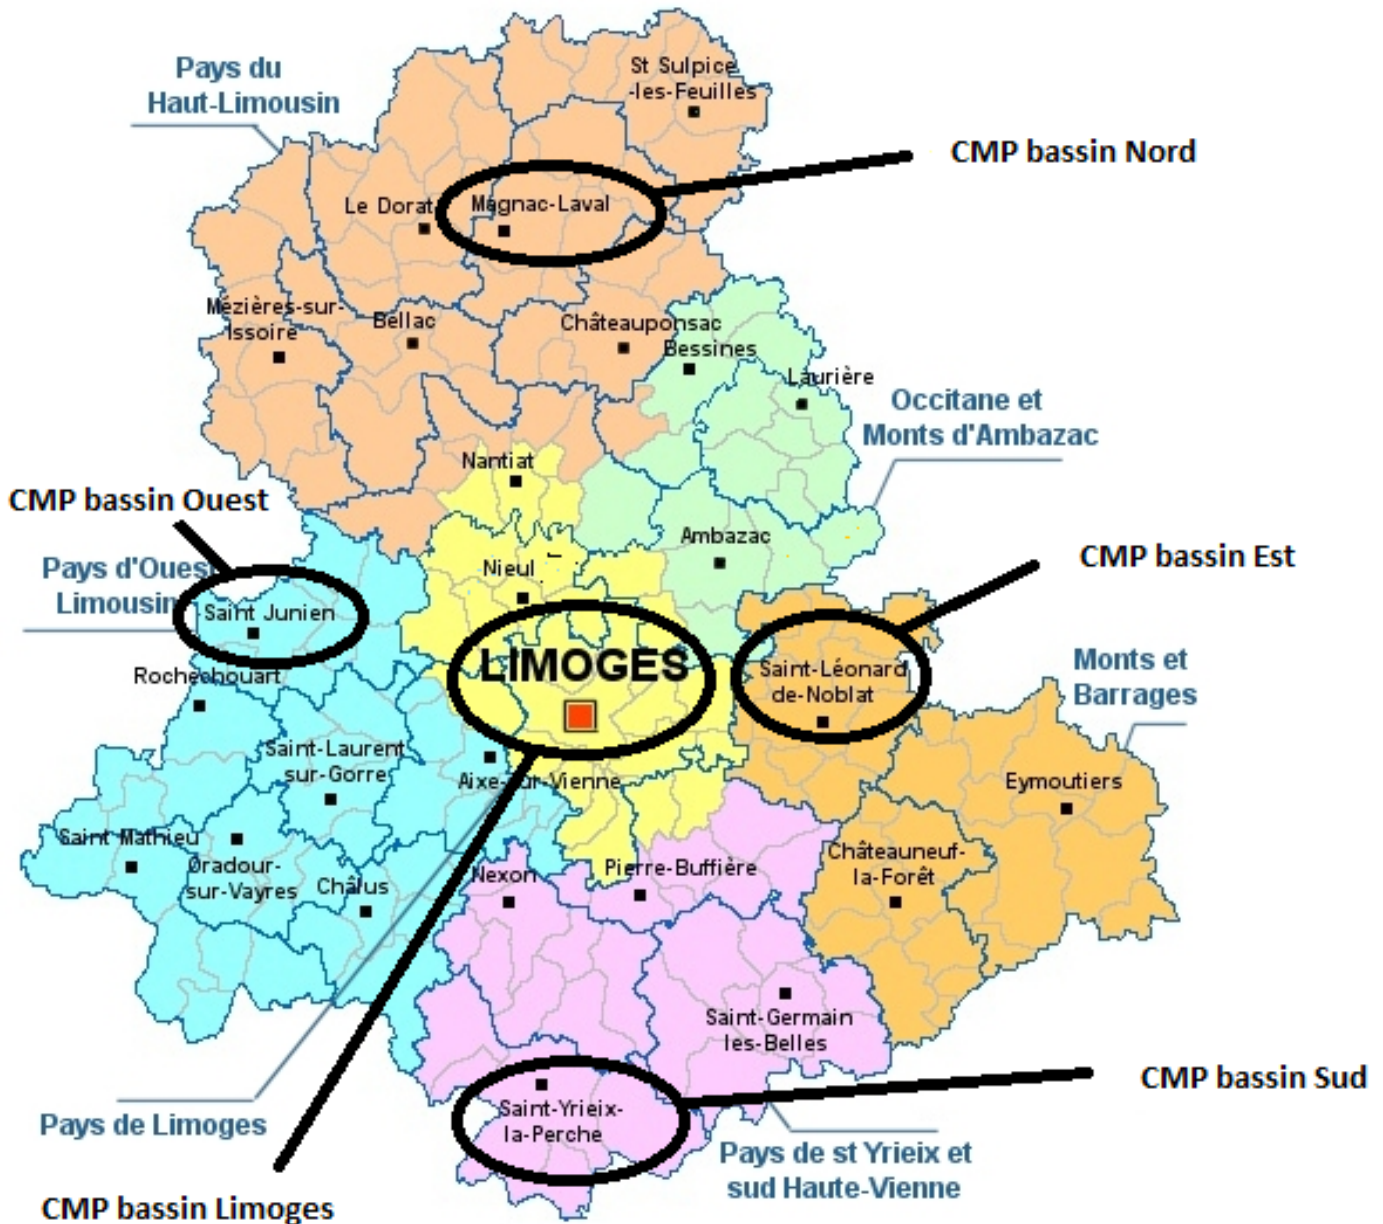 Pays du
Haut-Limousin
St Sulpice
-les-Feuilles
CMP bassin Nord
Le Dorat
Magnac-Laval
Mézières-sur-
Issoire
Bellac
Châteauponsac
Bessines
Laurière
Occitane et
Monts d'Ambazac
Nantiat
CMP bassin Ouest
Ambazac
CMP bassin Est
Pays d'Ouest
Limousin
Nieul
Saint Junien
LIMOGES
Saint-Léonard
de-Noblat
Monts et
Barrages
Rochechouart
Saint-Laurent
sur-Gorre
Aixe-sur-Vienne
Eymoutiers
Saint Mathieu
Oradour-
sur-Vayres
Châlus
Nexon
Pierre-Buffière
Châteauneuf-
la-Forêt
Saint-Germain
les-Belles
CMP bassin Sud
Saint-Yrieix-
la-Perche
Pays de Limoges
Pays de st Yrieix et
sud Haute-Vienne
CMP bassin Limoges